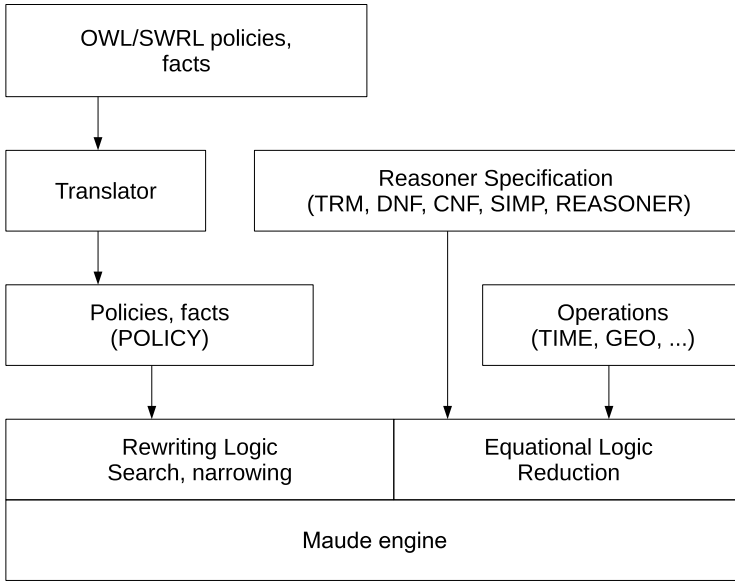 OWL/SWRL policies,
facts
Translator
Reasoner Specification
(TRM, DNF, CNF, SIMP, REASONER)
Policies, facts
(POLICY)
Operations
(TIME, GEO, ...)
Rewriting Logic
Search, narrowing
Equational Logic
Reduction
Maude engine